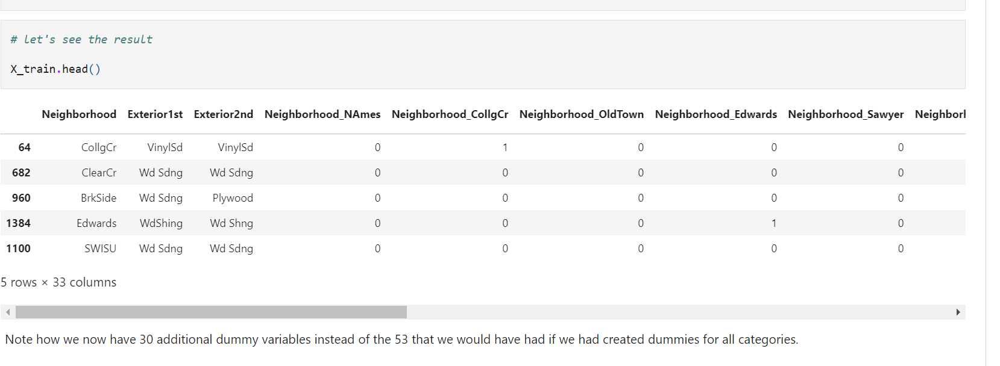 # let's see the result
X_train.head()
Neighborhood Exterior1st Exterior2nd Neighborhood_NAmes Neighborhood_CollgCr Neighborhood_OldTown Neighborhood_Edwards Neighborhood_Sawyer
64 CollgCr VinylSd VinylSd 0 1 0 0 0
682 ClearCr Wd Sdng Wd Sdng 0 0 0 0 0
960 BrkSide Wd Sdng Plywood 0 0 0 0 0
1384 Edwards WdShing Wd Shng 0 0 0 1 0
1100 SWISU Wd Sdng Wd Sdng 0 0 0 0 0
5 rows × 33 columns
Note how we now have 30 additional dummy variables instead of the 53 that we would have had if we had created dummies for all categories.